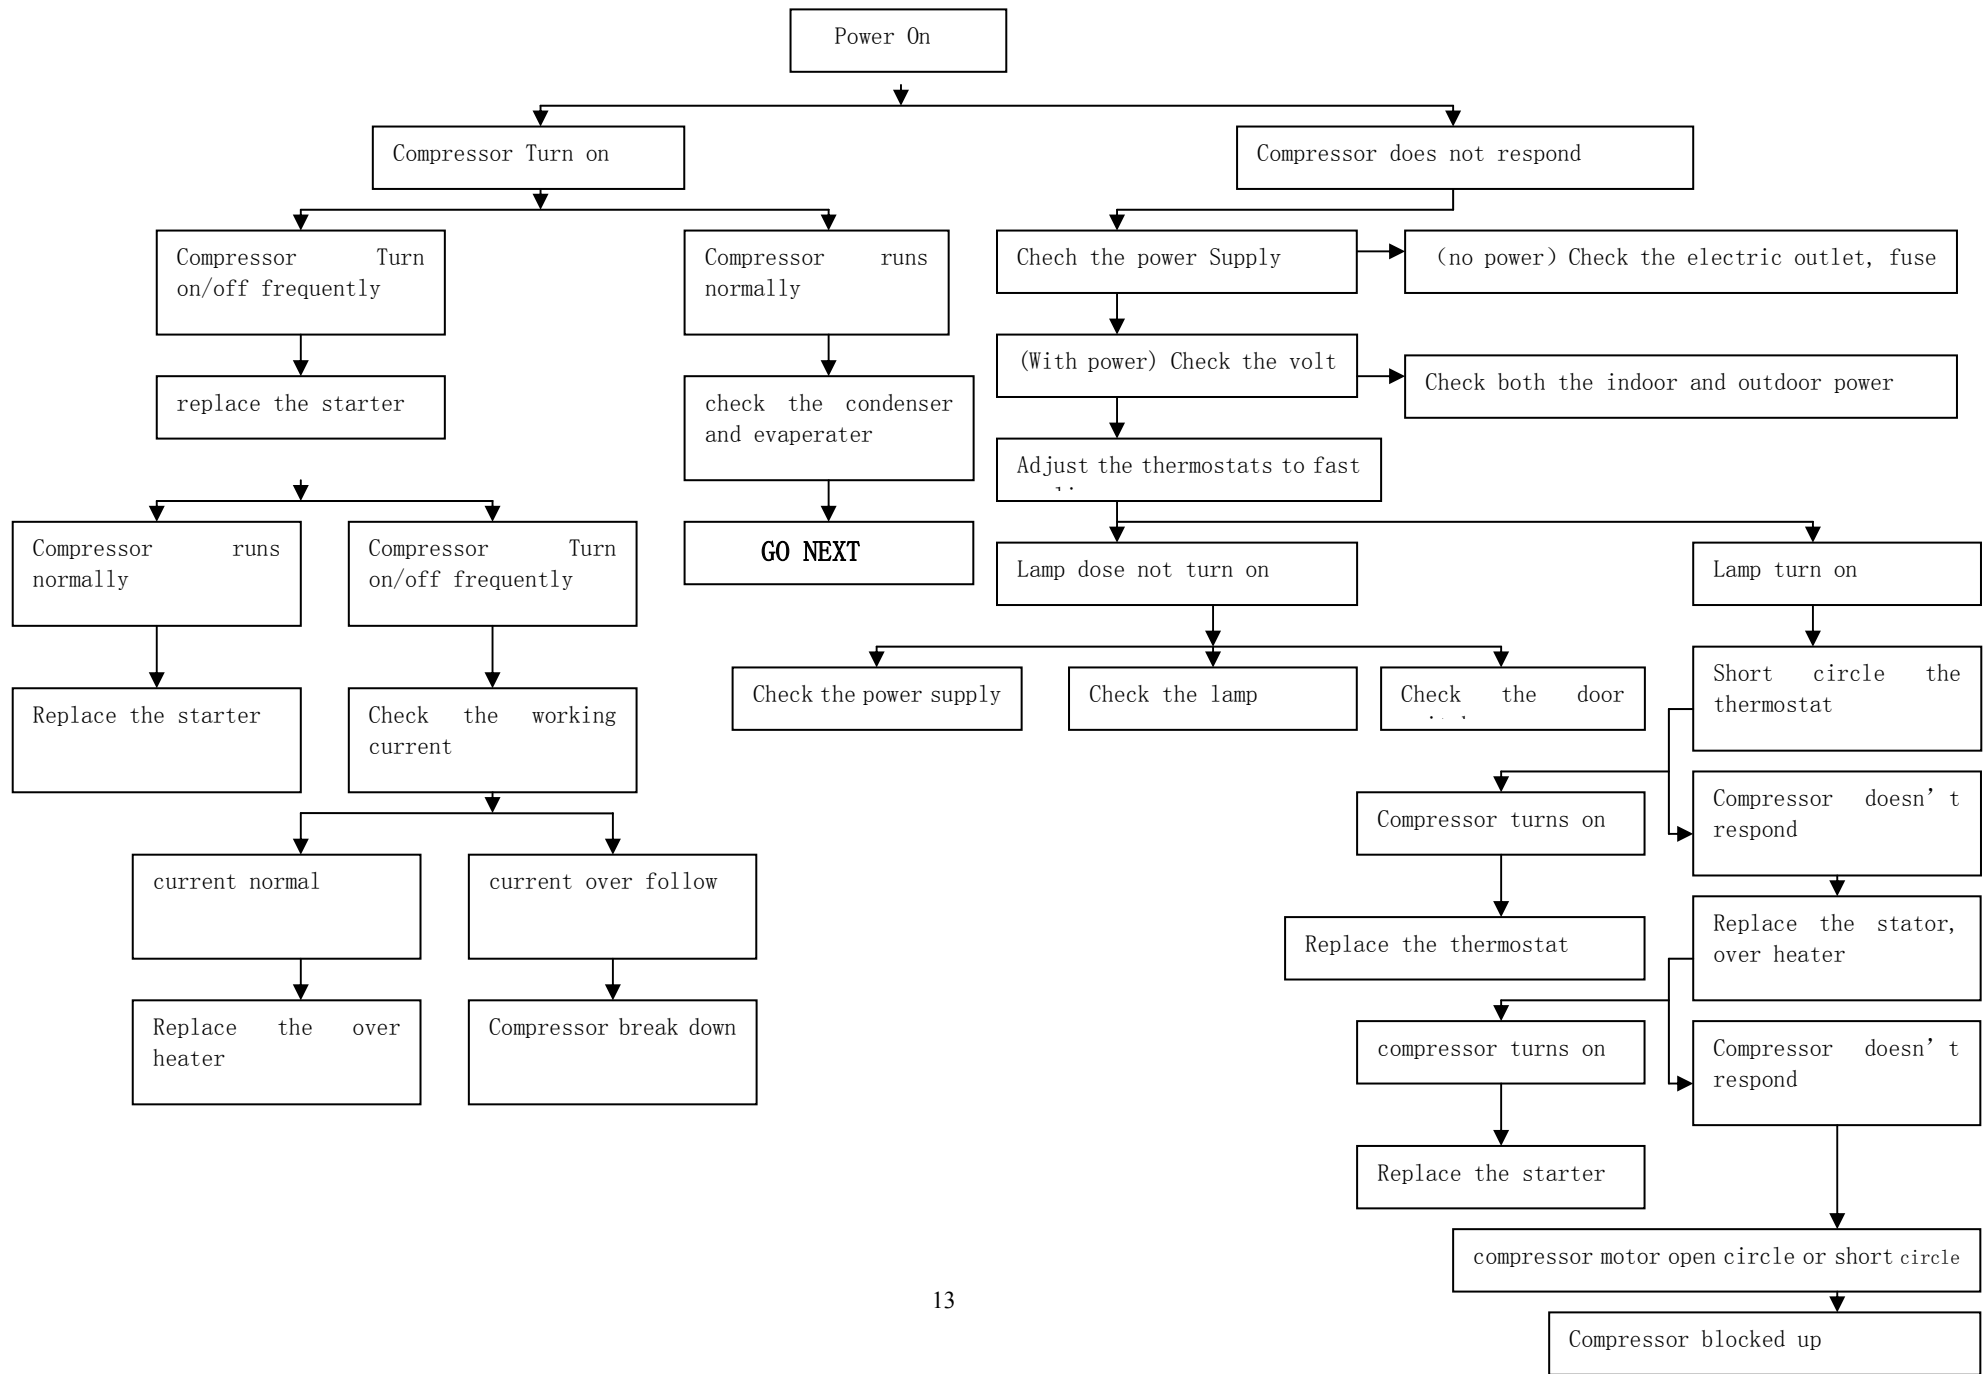 Power On
Compressor Turn on
Compressor does not respond
Compressor Turn
on/off frequently
Compressor runs
normally
Chech the power Supply
（no power）Check the electric outlet, fuse
(With power) Check the volt
Check both the indoor and outdoor power
replace the starter
check the condenser
and evaperater
Adjust the thermostats to fast
Compressor runs
normally
Compressor Turn
on/off frequently
GO NEXT
Lamp dose not turn on
Lamp turn on
Replace the starter
Check the working
current
Check the power supply
Check the lamp
Check the door
Short circle the
thermostat
Compressor turns on
Compressor doesn’t
respond
current normal
current over follow
Replace the thermostat
Replace the stator,
over heater
Replace the over
heater
Compressor break down
compressor turns on
Compressor doesn’t
respond
Replace the starter
compressor motor open circle or short circle
13
Compressor blocked up